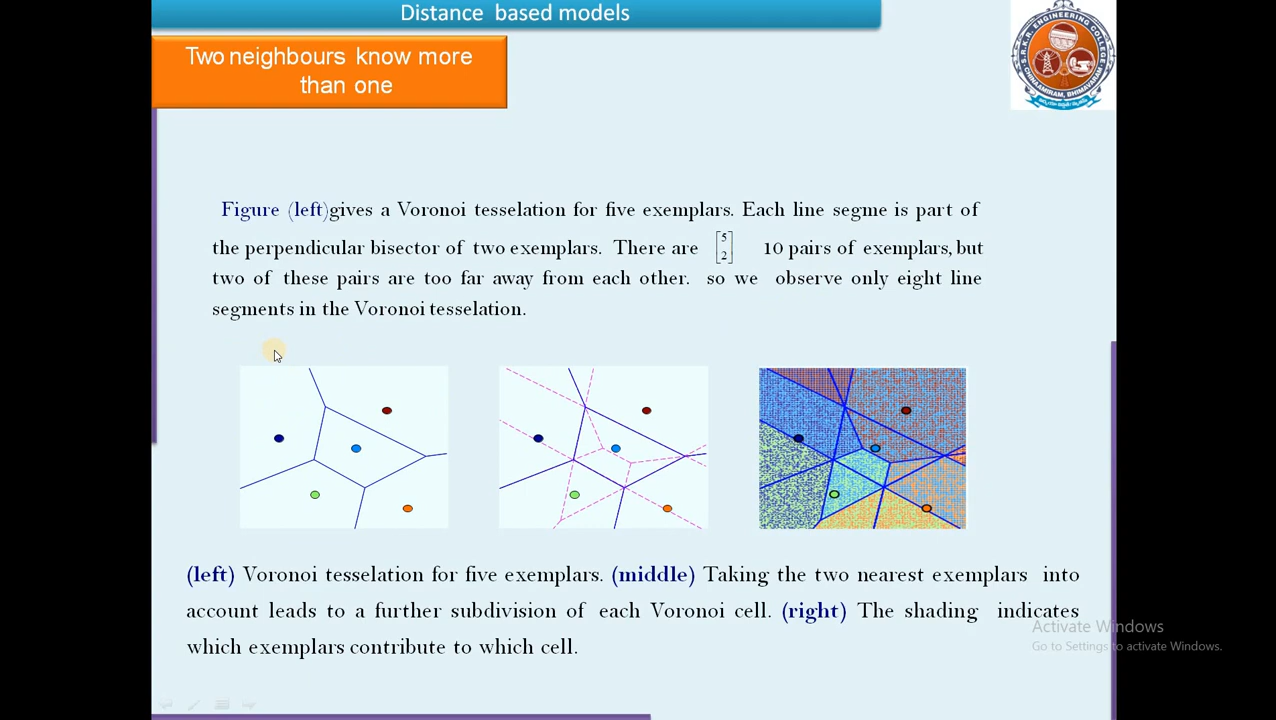 Distance based models
Two neighbours know more
than one
S.R.K.R. ENGINEERING COLLEGE
CHINAAMIRAM, BHIMAVARAM
Figure (left)gives a Voronoi tesselation for five exemplars. Each line segme is part of
the perpendicular bisector of two exemplars. There are [5 2] 10 pairs of exemplars, but
two of these pairs are too far away from each other. so we observe only eight line
segments in the Voronoi tesselation.
(left) Voronoi tesselation for five exemplars. (middle) Taking the two nearest exemplars into
account leads to a further subdivision of each Voronoi cell. (right) The shading indicates
which exemplars contribute to which cell.
Activate Windows
Go to Settings to activate Windows.